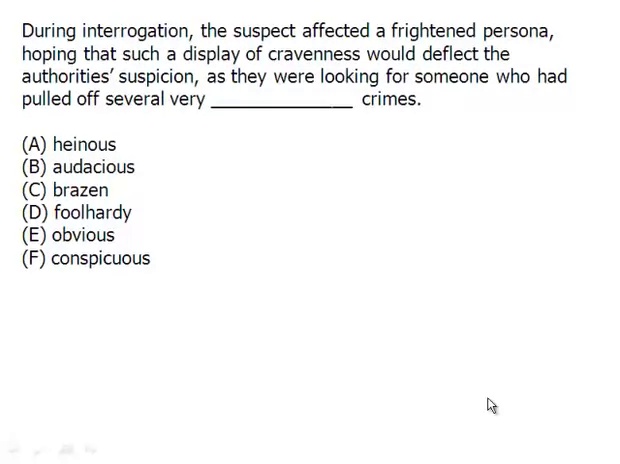 During interrogation, the suspect affected a frightened persona,
hoping that such a display of cravenness would deflect the
authorities’ suspicion, as they were looking for someone who had
pulled off several very ________________ crimes.
(A) heinous
(B) audacious
(C) brazen
(D) foolhardy
(E) obvious
(F) conspicuous